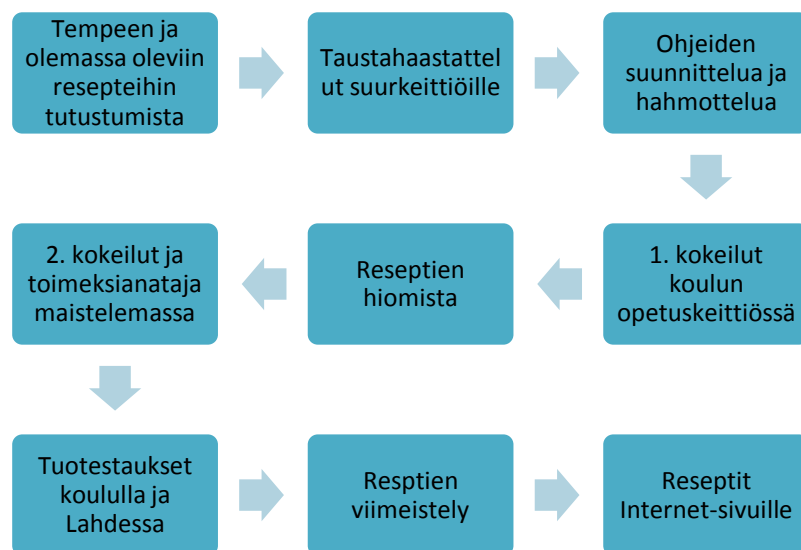 Tempeen ja
olemassa oleviin
resepteihin
tutustumista
Taustahaastattel
ut suurkeittiöille
Ohjeiden
suunnittelua ja
hahmottelua
1. kokeilut
koulun
opetuskeittiössä
Reseptien
hiomista
2. kokeilut ja
toimeksianataja
maistelemassa
Tuotestaukset
koululla ja
Lahdessa
Resptien
viimeistely
Reseptit
Internet-sivuille